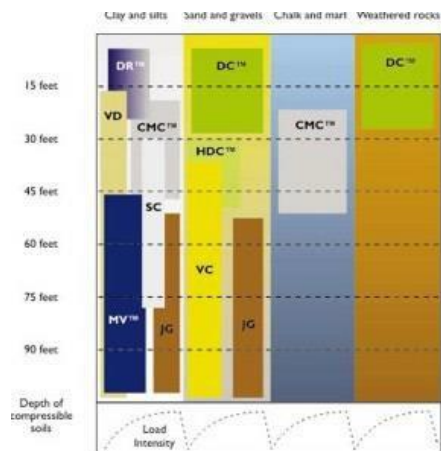 Clay and silts Sand and gravels Chalk and marl Weathered rocks
DR™ DC™ DC™
15 feet
VD CMC™ CMC™
30 feet
HDC™
45 feet
SC
60 feet
VC
75 feet
MV™ JG JG
90 feet
Depth of
compressible
soils
Load
Intensity